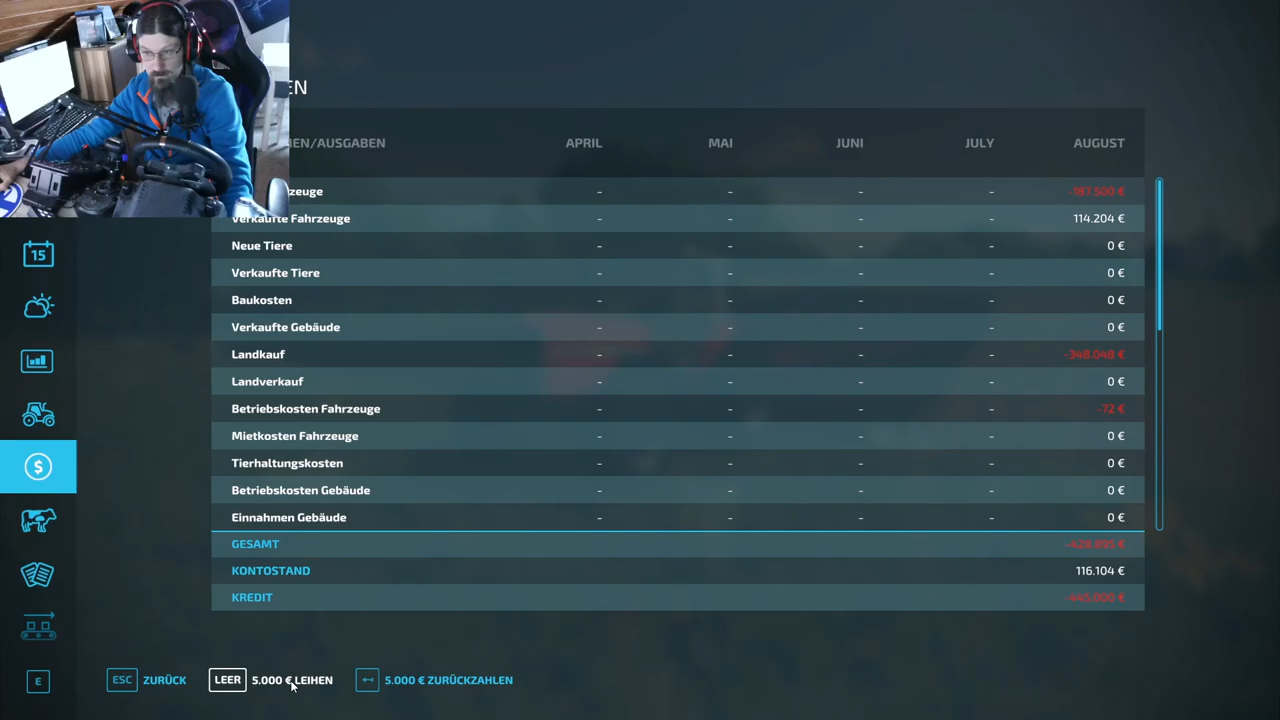 EN
EN/AUSGABEN APRIL MAI JUNI JULY AUGUST
zeuge - - - - -187.500 €
Verkaufte Fahrzeuge - - - - 114.204 €
Neue Tiere - - - - 0 €
Verkaufte Tiere - - - - 0 €
Baukosten - - - - 0 €
Verkaufte Gebäude - - - - 0 €
Landkauf - - - - -348.048 €
Landverkauf - - - - 0 €
Betriebskosten Fahrzeuge - - - - -72 €
Mietkosten Fahrzeuge - - - - 0 €
Tierhaltungskosten - - - - 0 €
Betriebskosten Gebäude - - - - 0 €
Einnahmen Gebäude - - - - 0 €
GESAMT
KONTOSTAND 116.104 €
KREDIT -445.000 €
15
$
E
ESC ZURÜCK LEER 5.000 € LEIHEN 5.000 € ZURÜCKZAHLEN